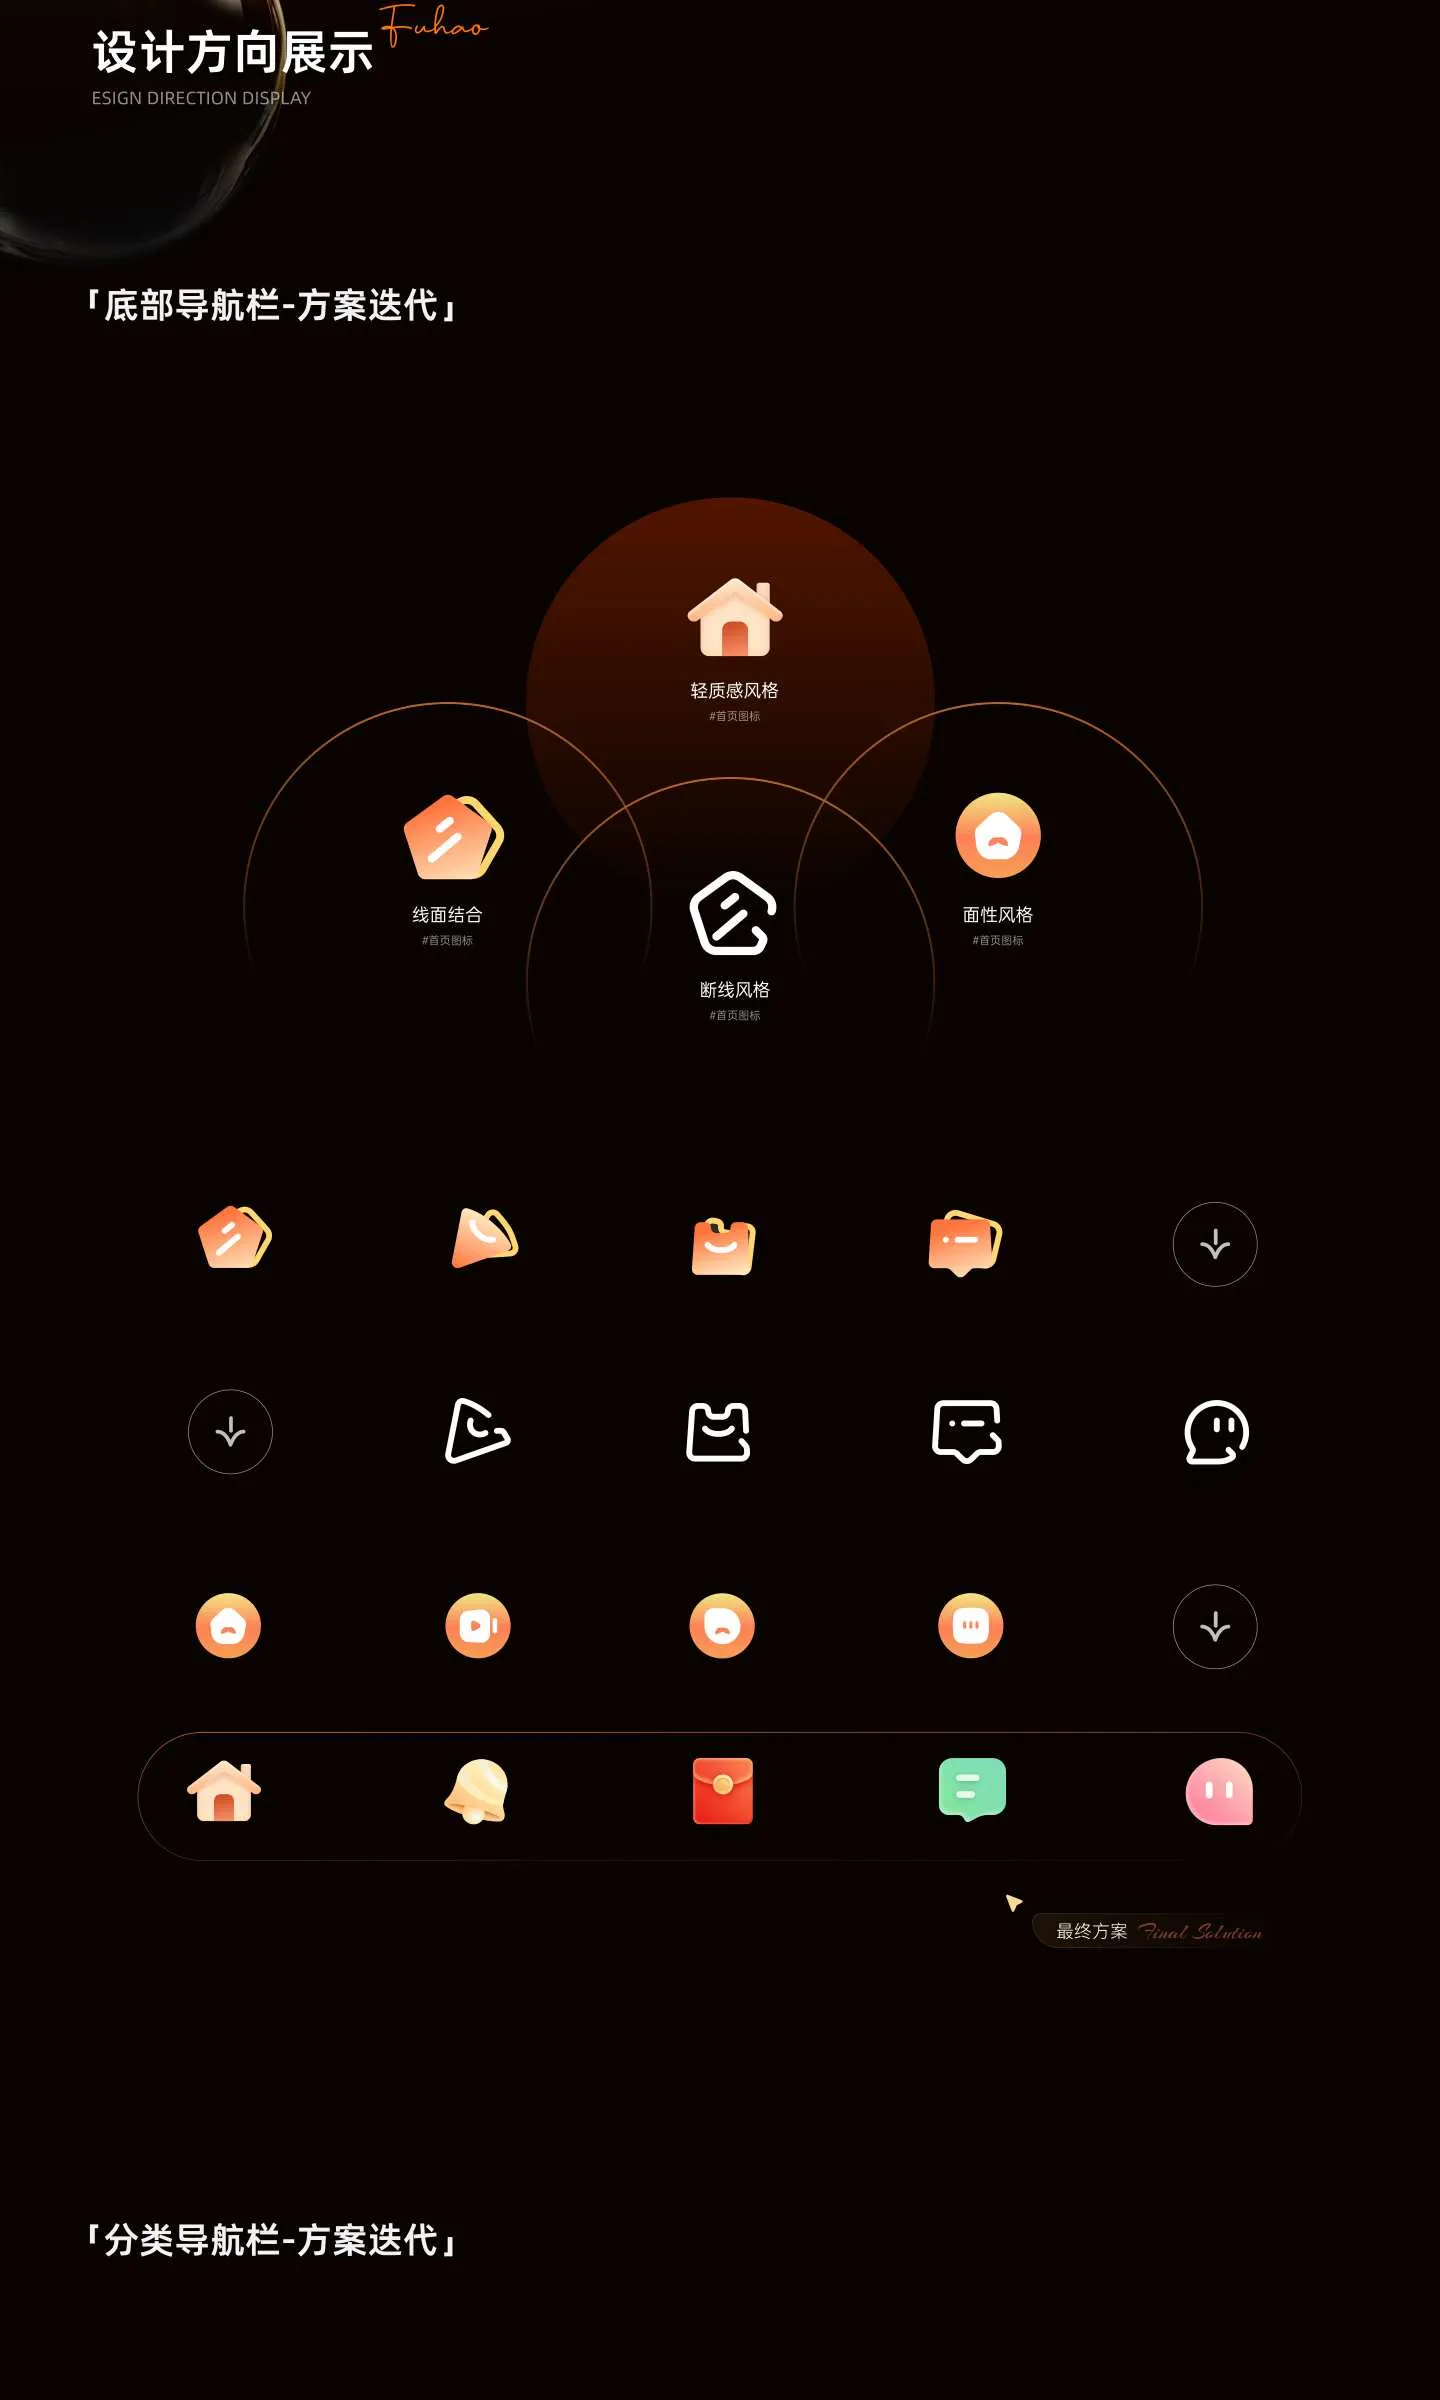 设计方向展示 Fuhao
ESIGN DIRECTION DISPLAY
「底部导航栏-方案迭代」
轻质感风格
#首页图标
线面结合
#首页图标
面性风格
#首页图标
断线风格
#首页图标
最终方案 Final Solution
「分类导航栏-方案迭代」